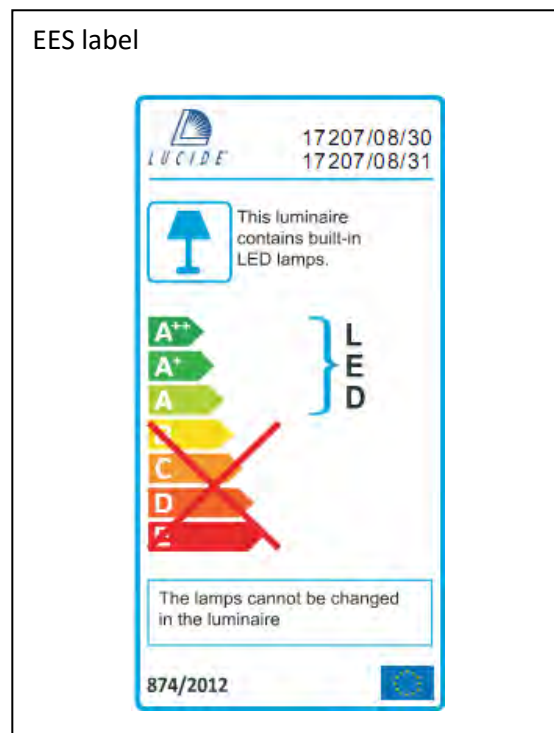 EES label
LUCIDE
17207/08/30
17207/08/31
This luminaire
contains built-in
LED lamps.
A++
A+
A
B
C
D
E
L
E
D
The lamps cannot be changed
in the luminaire
874/2012